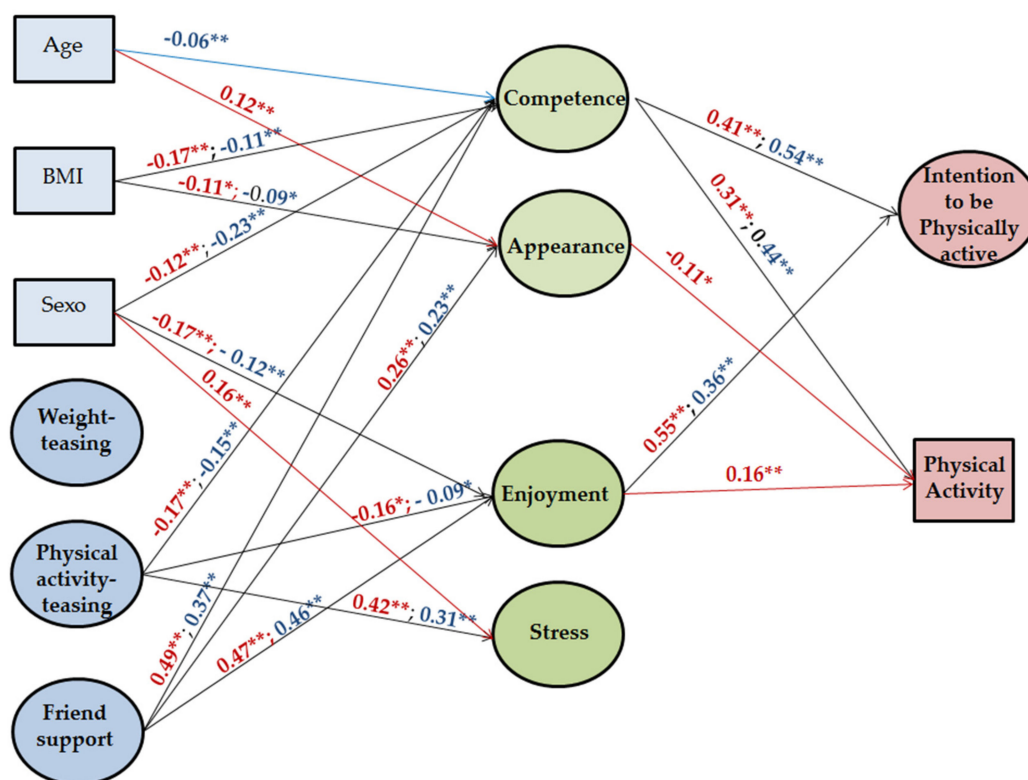 Age
BMI
Sexo
Weight-
teasing
Physical
activity-
teasing
Friend
support
-0.06**
0.12**
-0.17**; -0.11**
-0.11*; -0.09*
-0.12**; -0.23**
-0.17**; - 0.12**
0.16**
-0.17**; -0.15**
-0.16*; - 0.09*
0.42**; 0.31**
0.49**; 0.37**
0.26**; 0.23**
0.47**; 0.46**
Competence
Appearance
Enjoyment
Stress
0.41**; 0.54**
0.31**; 0.44**
-0.11*
0.55**; 0.36**
0.16**
Intention
to be
Physically
active
Physical
Activity